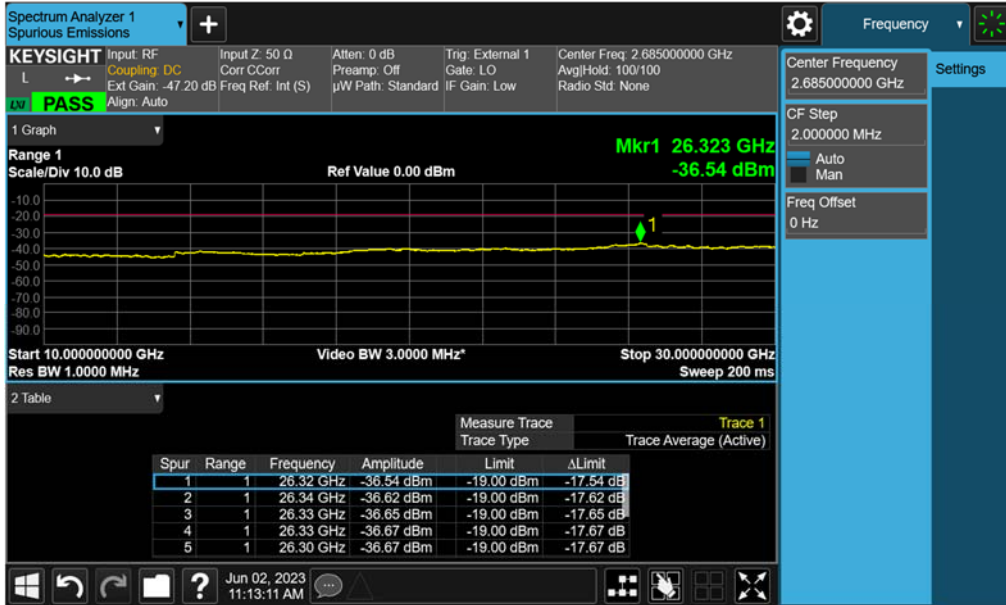 Spectrum Analyzer 1
Spurious Emissions
Frequency
KEYSIGHT Input: RF Input Z: 50 Ω Atten: 0 dB Trig: External 1 Center Freq: 2.685000000 GHz
L Coupling: DC Corr CCorr Preamp: Off Gate: LO Avg|Hold: 100/100
Ext Gain: -47.20 dB Freq Ref: Int (S) µW Path: Standard IF Gain: Low Radio Std: None
LXI PASS Align: Auto
1 Graph
Range 1
Mkr1 26.323 GHz
Scale/Div 10.0 dB Ref Value 0.00 dBm -36.54 dBm
-10.0
-20.0
-30.0
-40.0
-50.0
-60.0
-70.0
-80.0
-90.0
1
Start 10.000000000 GHz Video BW 3.0000 MHz* Stop 30.000000000 GHz
Res BW 1.0000 MHz Sweep 200 ms
2 Table
Measure Trace Trace 1
Trace Type Trace Average (Active)
Spur Range Frequency Amplitude Limit ΔLimit
1 1 26.32 GHz -36.54 dBm -19.00 dBm -17.54 dB
2 1 26.34 GHz -36.62 dBm -19.00 dBm -17.62 dB
3 1 26.33 GHz -36.65 dBm -19.00 dBm -17.65 dB
4 1 26.33 GHz -36.67 dBm -19.00 dBm -17.67 dB
5 1 26.30 GHz -36.67 dBm -19.00 dBm -17.67 dB
Center Frequency
2.685000000 GHz
Settings
CF Step
2.000000 MHz
Auto
Man
Freq Offset
0 Hz
Jun 02, 2023
11:13:11 AM